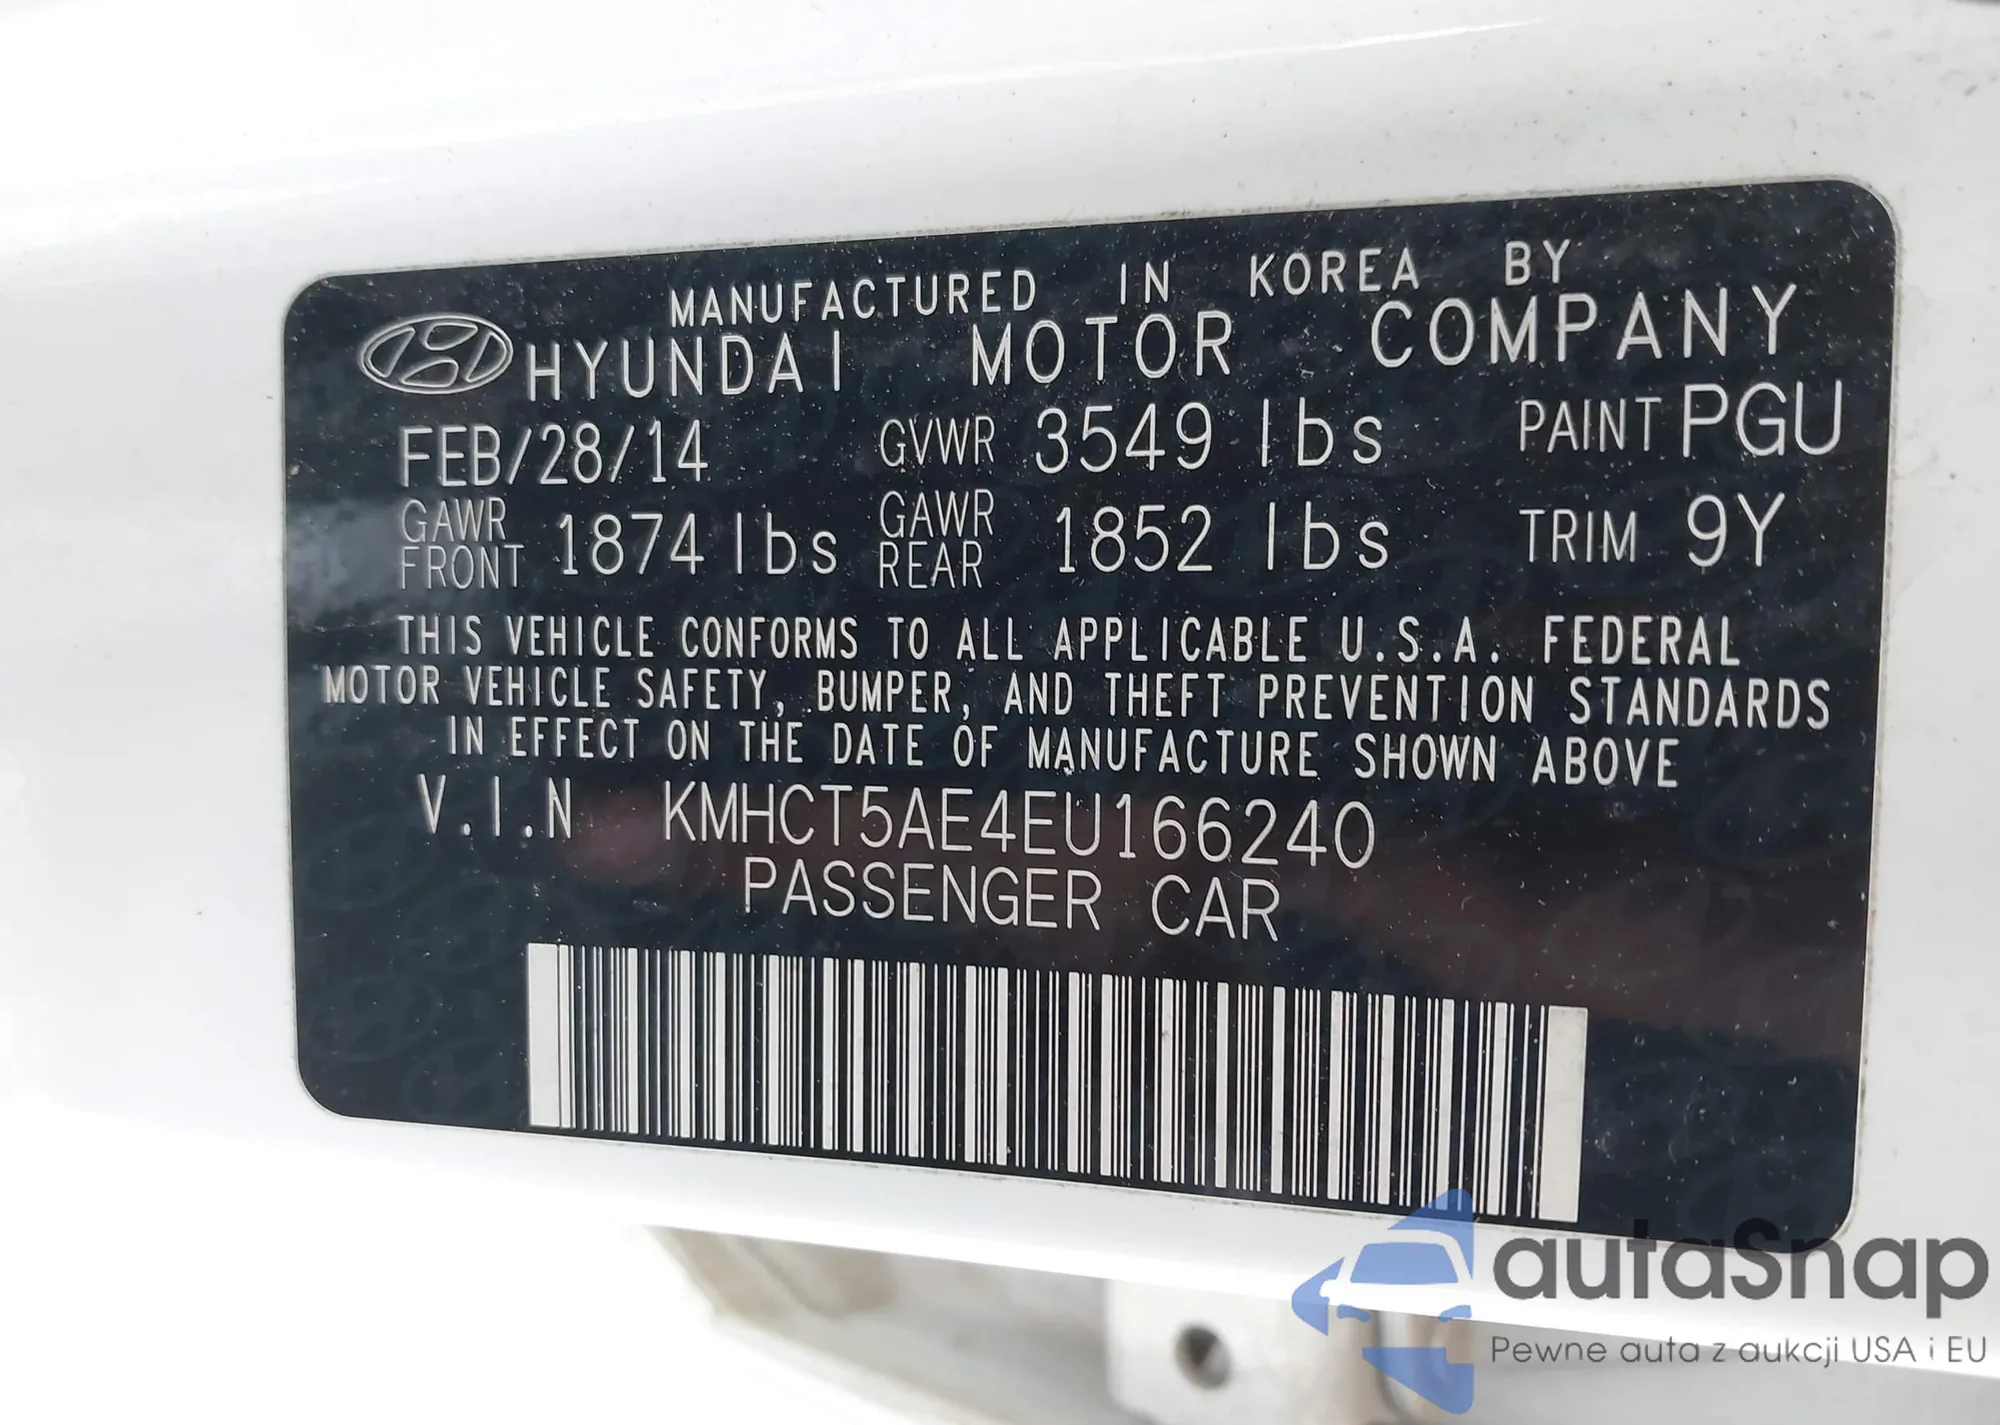 MANUFACTURED IN KOREA BY
HYUNDAI MOTOR COMPANY
FEB/28/14 GVWR 3549 lbs PAINT PGU
GAWR FRONT 1874 lbs GAWR REAR 1852 lbs TRIM 9Y
THIS VEHICLE CONFORMS TO ALL APPLICABLE U.S.A. FEDERAL
MOTOR VEHICLE SAFETY, BUMPER, AND THEFT PREVENTION STANDARDS
IN EFFECT ON THE DATE OF MANUFACTURE SHOWN ABOVE
V.I.N KMHCT5AE4EU166240
PASSENGER CAR
autaSnap
Pewne auta z aukcji USA i EU